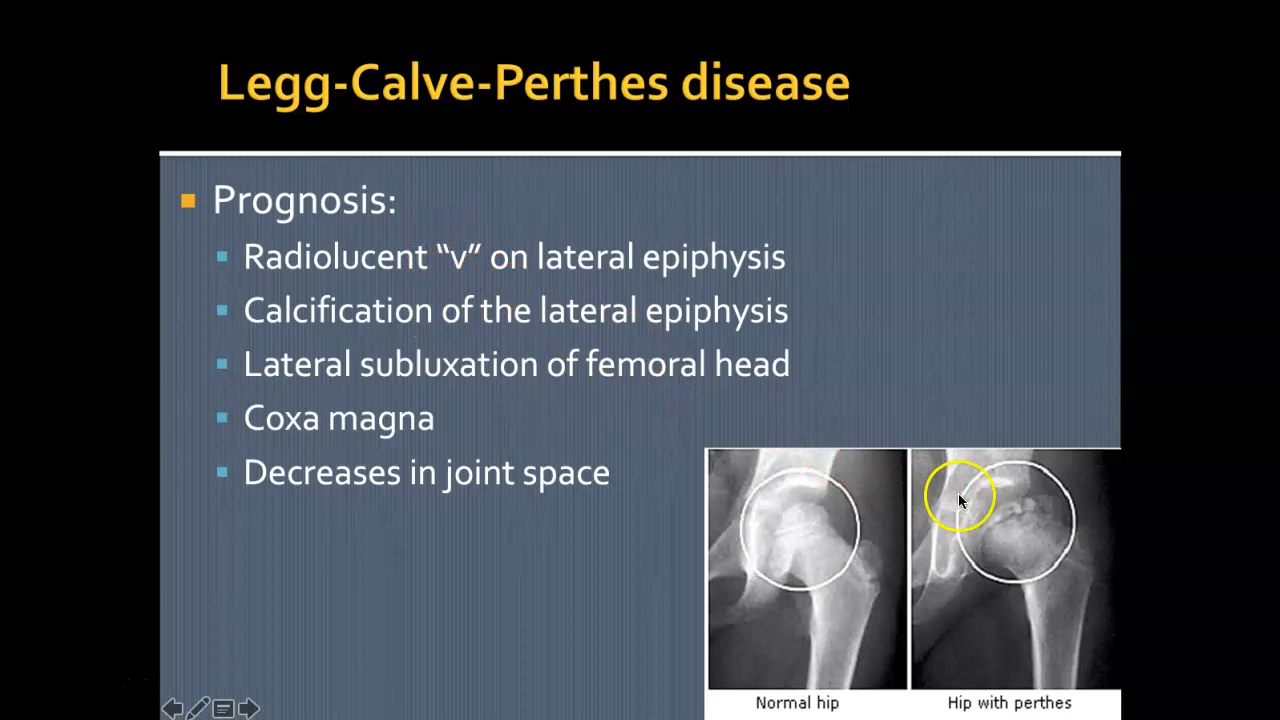 Legg-Calve-Perthes disease
Prognosis:
Radiolucent “v” on lateral epiphysis
Calcification of the lateral epiphysis
Lateral subluxation of femoral head
Coxa magna
Decreases in joint space
Normal hip
Hip with perthes